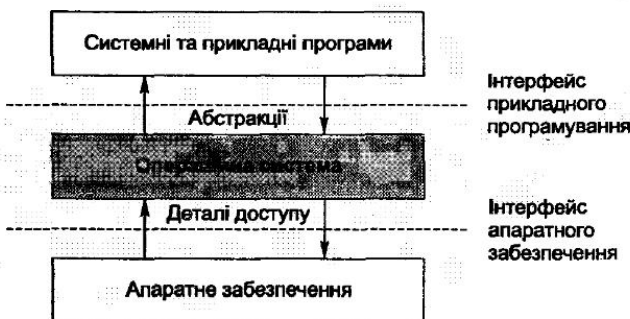 Системні та прикладні програми
Інтерфейс
прикладного
програмування
Абстракції
Операційна система
Деталі доступу
Інтерфейс
апаратного
забезпечення
Апаратне забезпечення